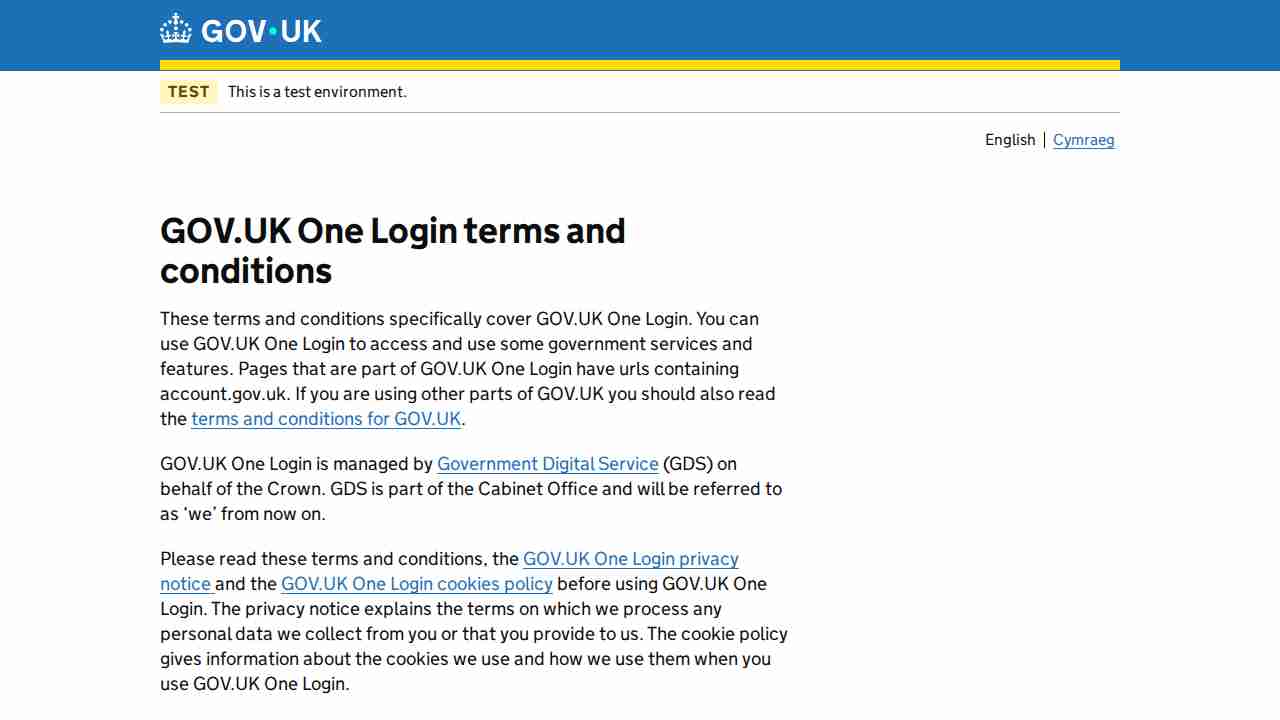 GOV·UK
TEST This is a test environment.
English | Cymraeg
GOV.UK One Login terms and
conditions
These terms and conditions specifically cover GOV.UK One Login. You can
use GOV.UK One Login to access and use some government services and
features. Pages that are part of GOV.UK One Login have urls containing
account.gov.uk. If you are using other parts of GOV.UK you should also read
the terms and conditions for GOV.UK.
GOV.UK One Login is managed by Government Digital Service (GDS) on
behalf of the Crown. GDS is part of the Cabinet Office and will be referred to
as ‘we’ from now on.
Please read these terms and conditions, the GOV.UK One Login privacy
notice and the GOV.UK One Login cookies policy before using GOV.UK One
Login. The privacy notice explains the terms on which we process any
personal data we collect from you or that you provide to us. The cookie policy
gives information about the cookies we use and how we use them when you
use GOV.UK One Login.